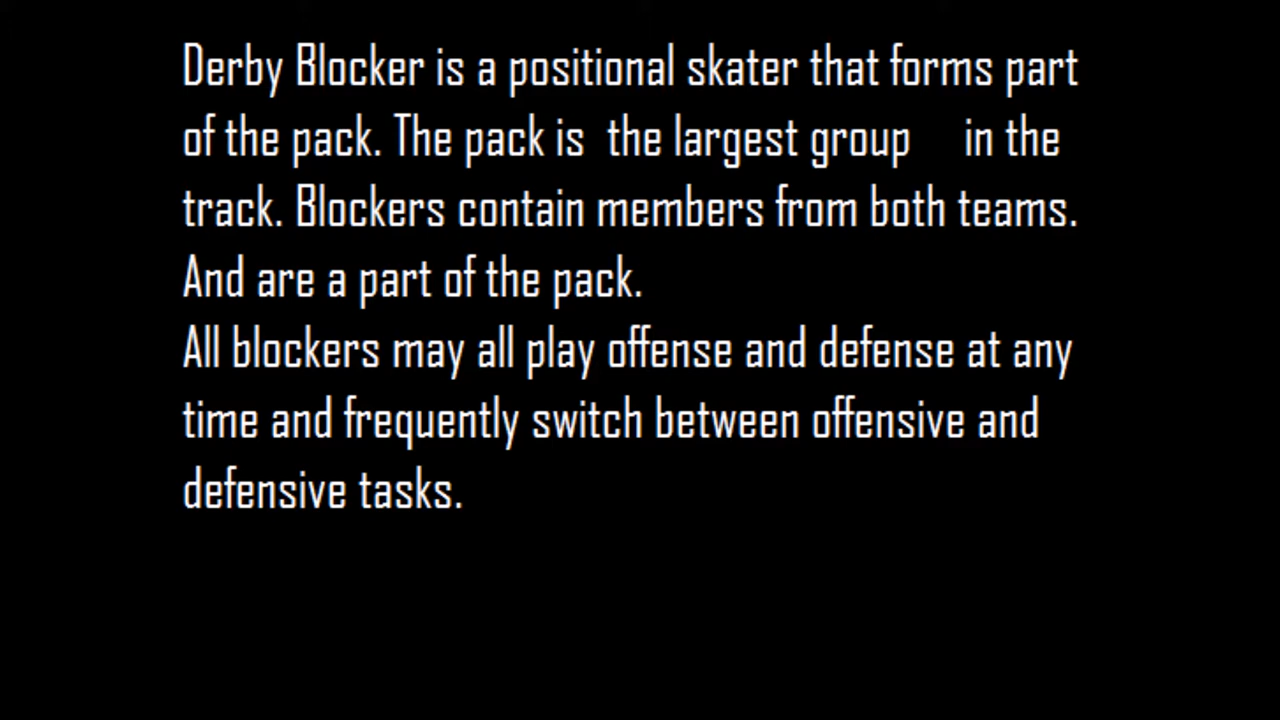 Derby Blocker is a positional skater that forms part
of the pack. The pack is  the largest group    in the
track. Blockers contain members from both teams.
And are a part of the pack.
All blockers may all play offense and defense at any
time and frequently switch between offensive and
defensive tasks.